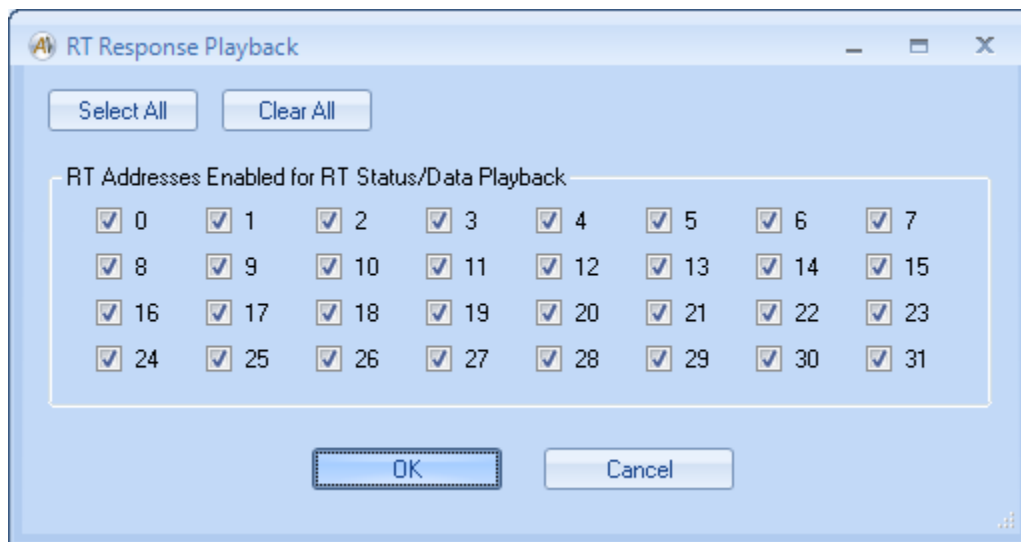 RT Response Playback
Select All Clear All
RT Addresses Enabled for RT Status/Data Playback
0 1 2 3 4 5 6 7
8 9 10 11 12 13 14 15
16 17 18 19 20 21 22 23
24 25 26 27 28 29 30 31
OK Cancel